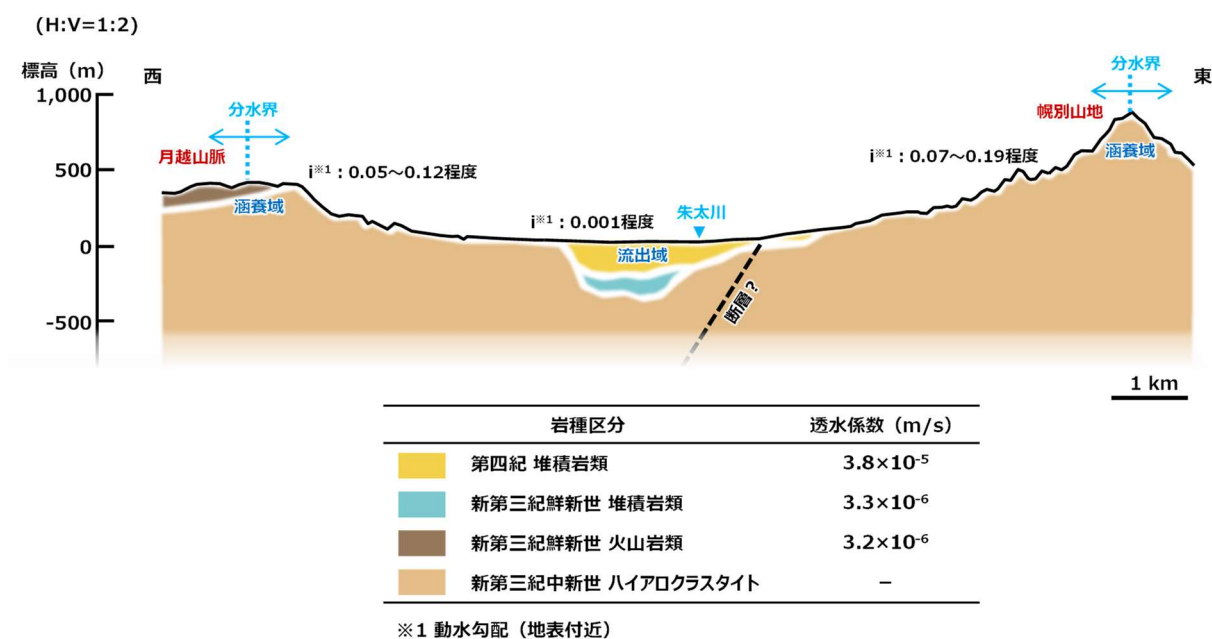 (H:V=1:2)
標高（m）
西
東
1,000
500
0
-500
分水界
月越山脈
涵養域
i※1：0.05～0.12程度
i※1：0.001程度
朱太川
流出域
断層？
i※1：0.07～0.19程度
分水界
幌別山地
涵養域
1 km
岩種区分 透水係数（m/s）
第四紀 堆積岩類 3.8×10-5
新第三紀鮮新世 堆積岩類 3.3×10-6
新第三紀鮮新世 火山岩類 3.2×10-6
新第三紀中新世 ハイアロクラスタイト −
※1 動水勾配（地表付近）